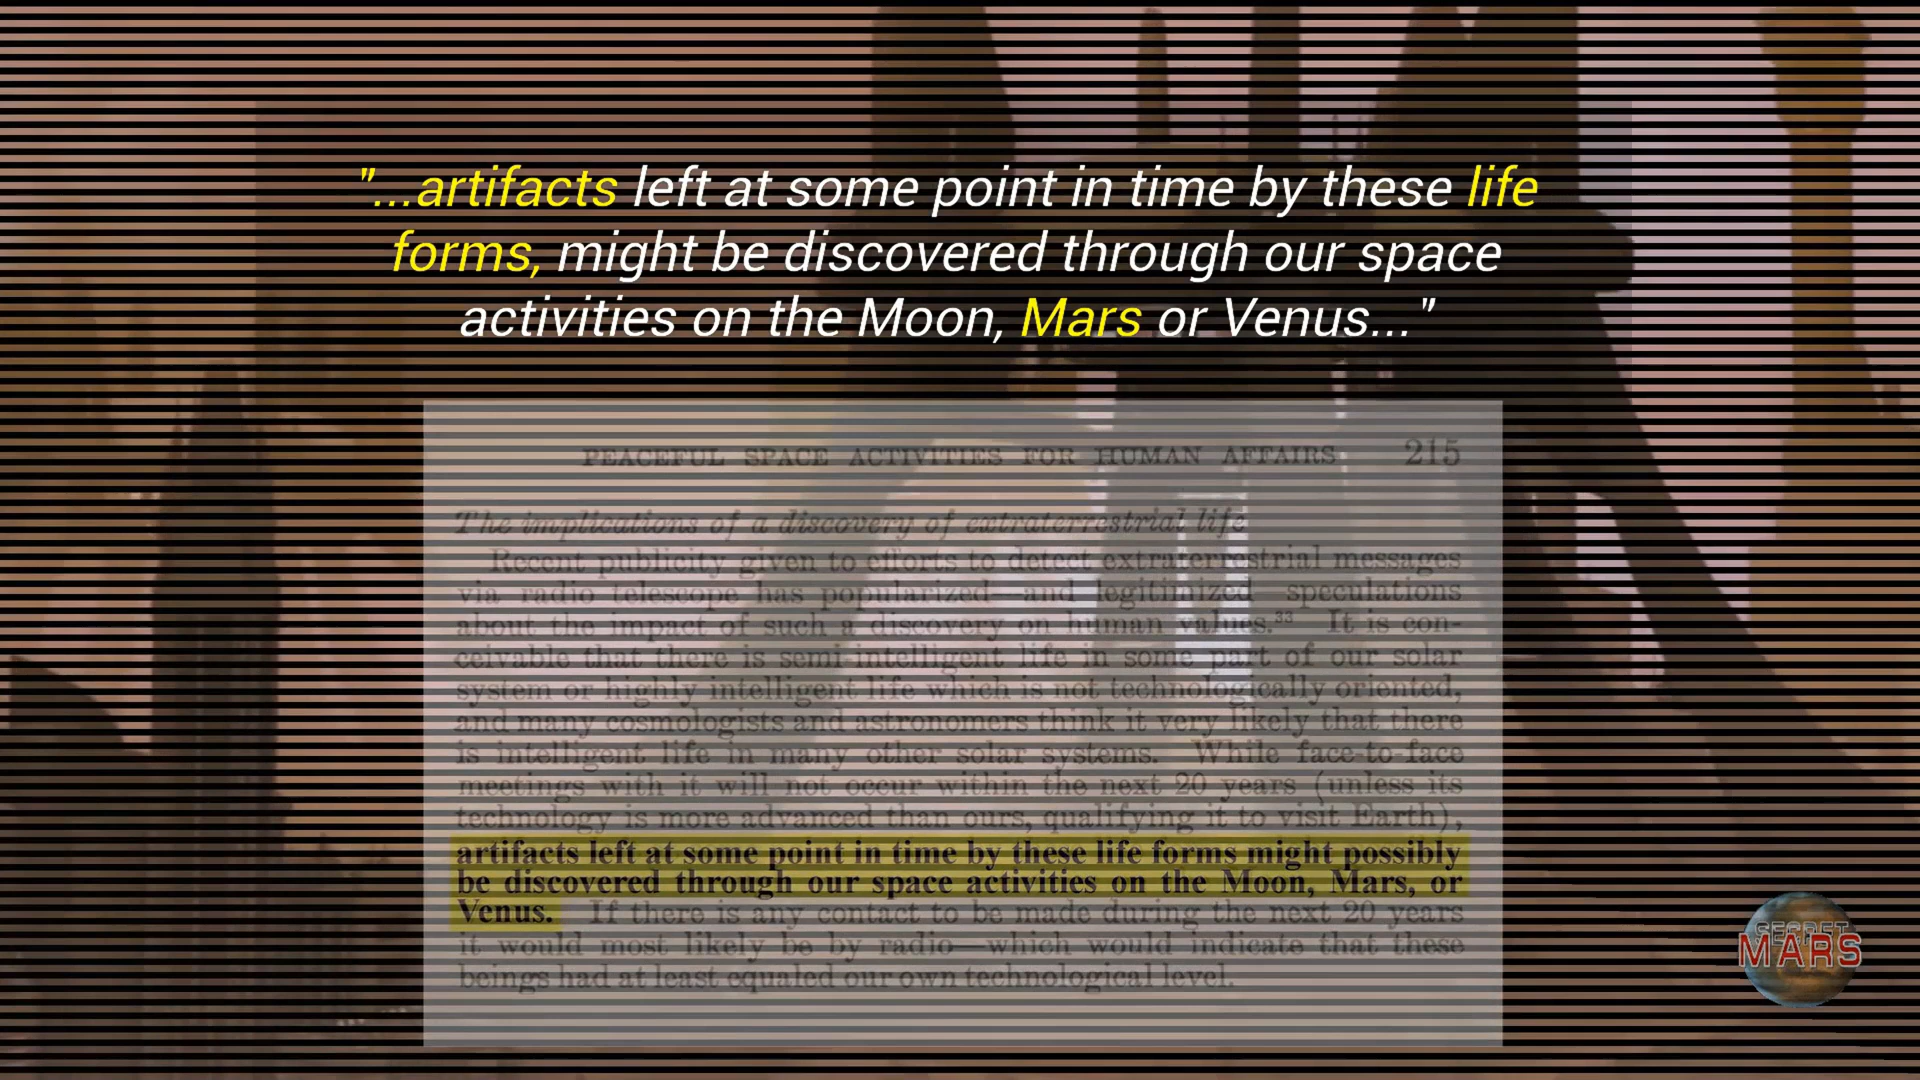 "...artifacts left at some point in time by these life
forms, might be discovered through our space
activities on the Moon, Mars or Venus..."
PEACEFUL SPACE ACTIVITIES FOR HUMAN AFFAIRS 215
The implications of a discovery of extraterrestrial life
Recent publicity given to efforts to detect extraterrestrial messages
via radio telescope has popularized—and legitimized—speculations
about the impact of such a discovery on human values.³³ It is con-
ceivable that there is semi-intelligent life in some part of our solar
system or highly intelligent life which is not technologically oriented,
and many cosmologists and astronomers think it very likely that there
is intelligent life in many other solar systems. While face-to-face
meetings with it will not occur within the next 20 years (unless its
technology is more advanced than ours, qualifying it to visit Earth),
artifacts left at some point in time by these life forms might possibly
be discovered through our space activities on the Moon, Mars, or
Venus. If there is any contact to be made during the next 20 years
it would most likely be by radio—which would indicate that these
beings had at least equaled our own technological level.
SECRET
MARS